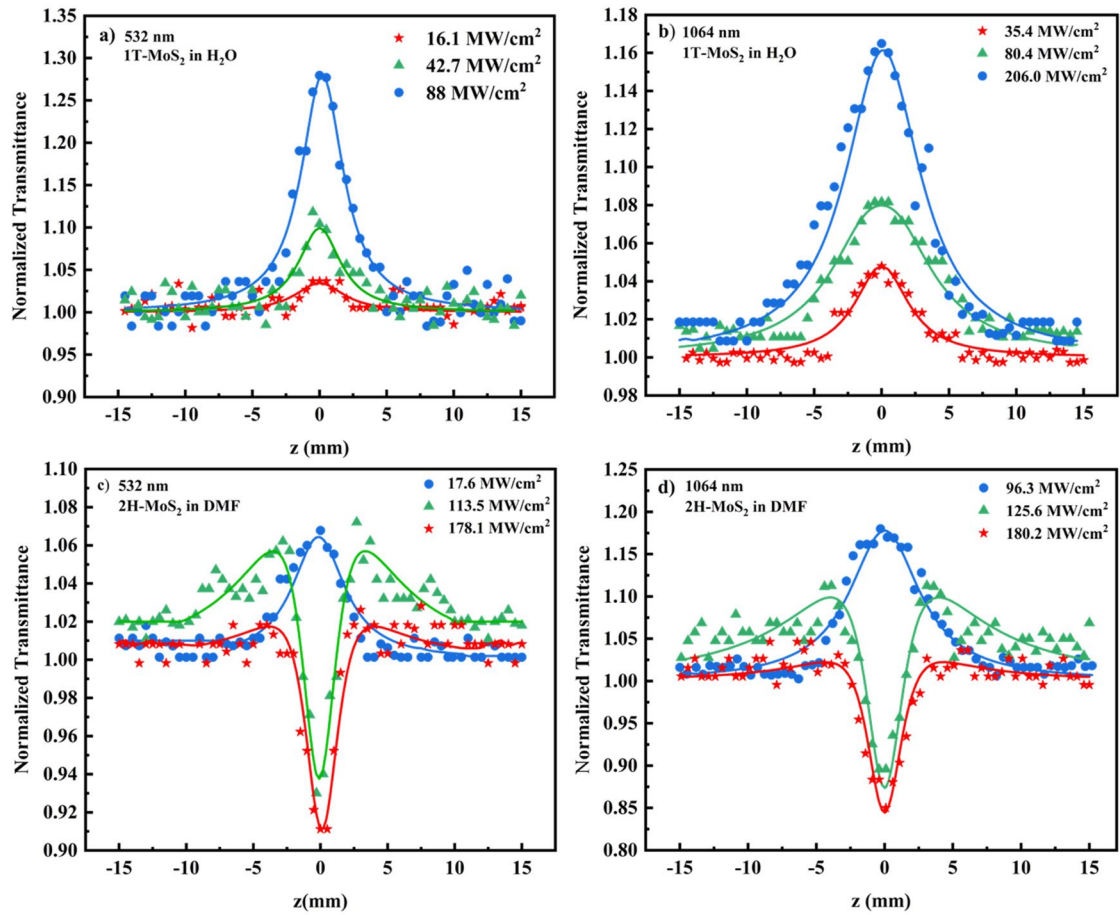 a) 532 nm
1T-MoS₂ in H₂O
16.1 MW/cm²
42.7 MW/cm²
88 MW/cm²
1.35
1.30
1.25
1.20
1.15
1.10
1.05
1.00
0.95
0.90
Normalized Transmittance
-15 -10 -5 0 5 10 15
z (mm)
b) 1064 nm
1T-MoS₂ in H₂O
35.4 MW/cm²
80.4 MW/cm²
206.0 MW/cm²
1.18
1.16
1.14
1.12
1.10
1.08
1.06
1.04
1.02
1.00
0.98
Normalized Transmittance
-15 -10 -5 0 5 10 15
z (mm)
c) 532 nm
2H-MoS₂ in DMF
17.6 MW/cm²
113.5 MW/cm²
178.1 MW/cm²
1.10
1.08
1.06
1.04
1.02
1.00
0.98
0.96
0.94
0.92
0.90
Normalized Transmittance
-15 -10 -5 0 5 10 15
z(mm)
d) 1064 nm
2H-MoS₂ in DMF
96.3 MW/cm²
125.6 MW/cm²
180.2 MW/cm²
1.25
1.20
1.15
1.10
1.05
1.00
0.95
0.90
0.85
0.80
Normalized Transmittance
-15 -10 -5 0 5 10 15
z (mm)